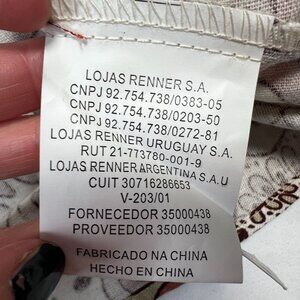 LOJAS RENNER S.A.
CNPJ 92.754.738/0383-05
CNPJ 92.754.738/0203-50
CNPJ 92.754.738/0272-81
LOJAS RENNER URUGUAY S.A.
RUT 21-773780-001-9
LOJAS RENNER ARGENTINA S.A.U
CUIT 30716286653
V-203/01
FORNECEDOR 35000438
PROVEEDOR 35000438
FABRICADO NA CHINA
HECHO EN CHINA